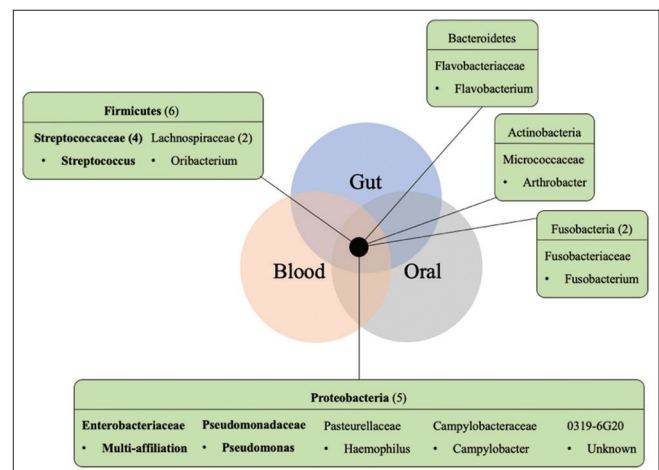 Bacteroidetes
Flavobacteriaceae
• Flavobacterium
Firmicutes (6)
Streptococcaceae (4) Lachnospiraceae (2)
• Streptococcus • Oribacterium
Actinobacteria
Micrococcaceae
• Arthrobacter
Gut
Fusobacteria (2)
Fusobacteriaceae
• Fusobacterium
Blood
Oral
Proteobacteria (5)
Enterobacteriaceae Pseudomonadaceae Pasteurellaceae Campylobacteraceae 0319-6G20
• Multi-affiliation • Pseudomonas • Haemophilus • Campylobacter • Unknown